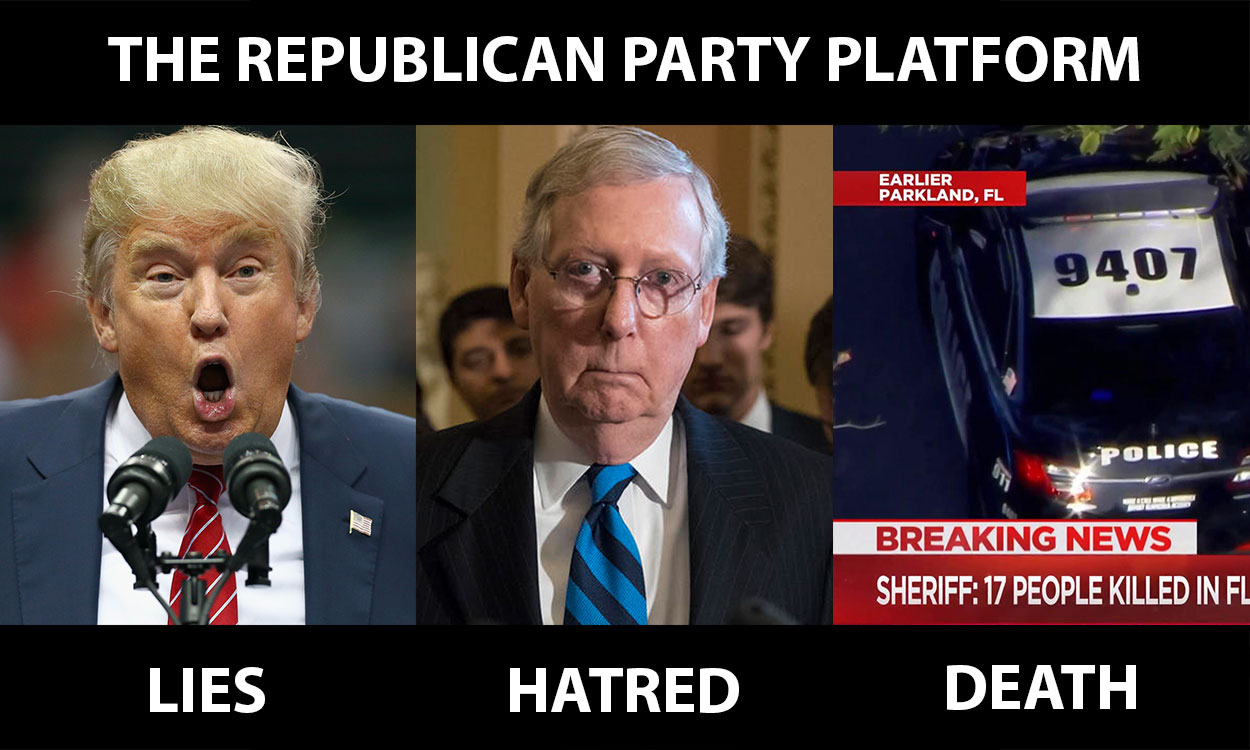 THE REPUBLICAN PARTY PLATFORM
EARLIER
PARKLAND, FL
9407
POLICE
BREAKING NEWS
SHERIFF: 17 PEOPLE KILLED IN FL
LIES
HATRED
DEATH